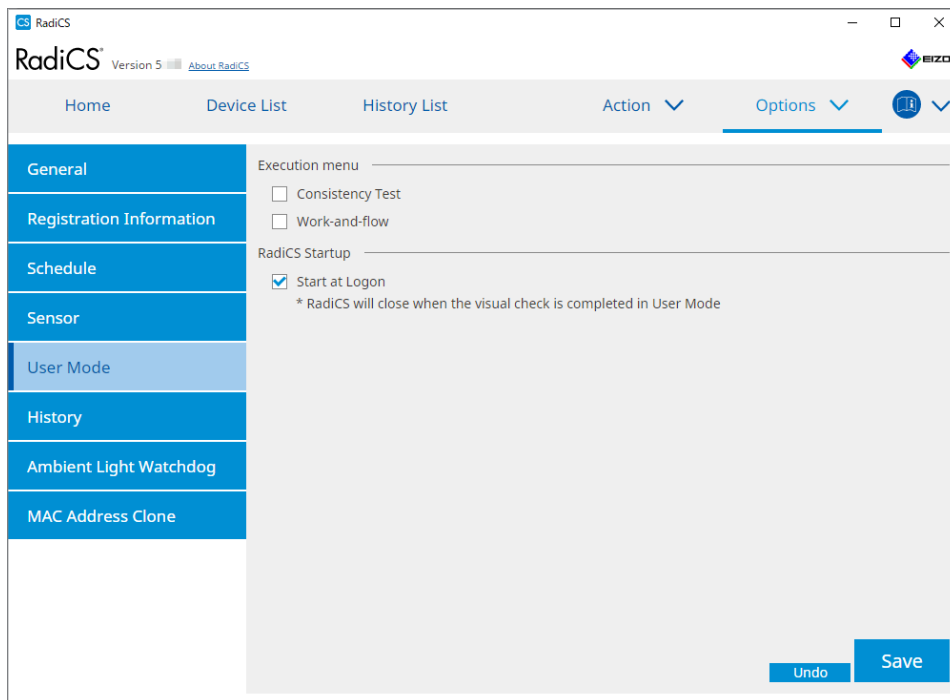 CS RadiCS
RadiCS® Version 5 About RadiCS
EIZO
Home Device List History List Action Options
General
Registration Information
Schedule
Sensor
User Mode
History
Ambient Light Watchdog
MAC Address Clone
Execution menu
Consistency Test
Work-and-flow
RadiCS Startup
Start at Logon
* RadiCS will close when the visual check is completed in User Mode
Undo Save